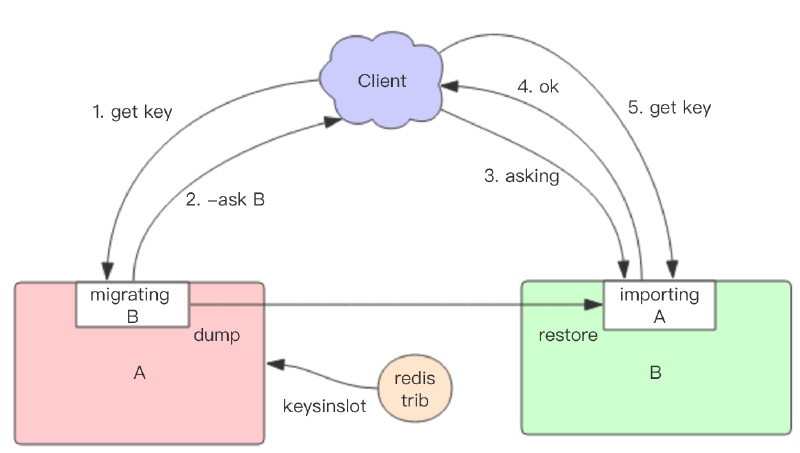 Client
1. get key
4. ok
5. get key
3. asking
2. –ask B
migrating
B
importing
A
dump
restore
A
B
redis
trib
keysinslot